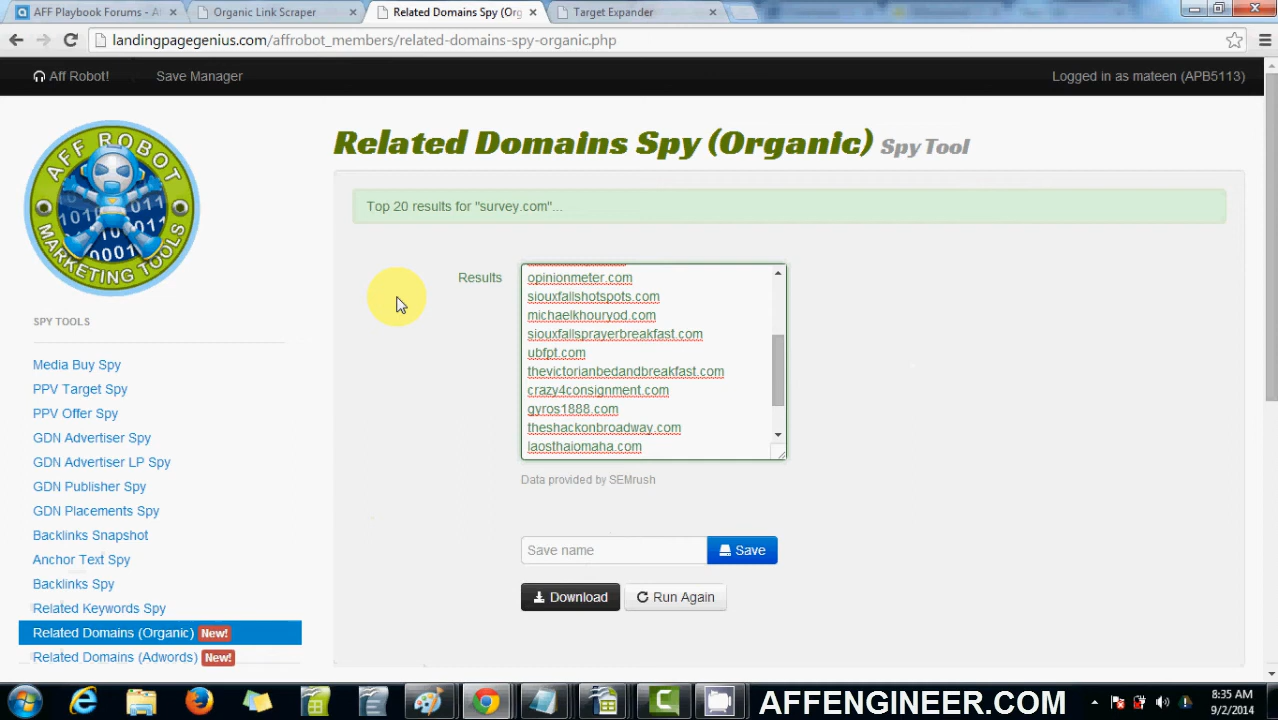 AFF Playbook Forums - A
Organic Link Scraper
Related Domains Spy (Org
Target Expander
landingpagegenius.com/affrobot_members/related-domains-spy-organic.php
Aff Robot!
Save Manager
Logged in as mateen (APB5113)
AFF ROBOT
MARKETING TOOLS
Related Domains Spy (Organic) Spy Tool
Top 20 results for "survey.com"...
Results
opinionmeter.com
siouxfallshotspots.com
michaelkhouryod.com
siouxfallsprayerbreakfast.com
ubfpt.com
thevictorianbedandbreakfast.com
crazy4consignment.com
gyros1888.com
theshackonbroadway.com
laosthaiomaha.com
Data provided by SEMrush
Save name
Save
Download
Run Again
SPY TOOLS
Media Buy Spy
PPV Target Spy
PPV Offer Spy
GDN Advertiser Spy
GDN Advertiser LP Spy
GDN Publisher Spy
GDN Placements Spy
Backlinks Snapshot
Anchor Text Spy
Backlinks Spy
Related Keywords Spy
Related Domains (Organic) New!
Related Domains (Adwords) New!
AFFENGINEER.COM
8:35 AM
9/2/2014